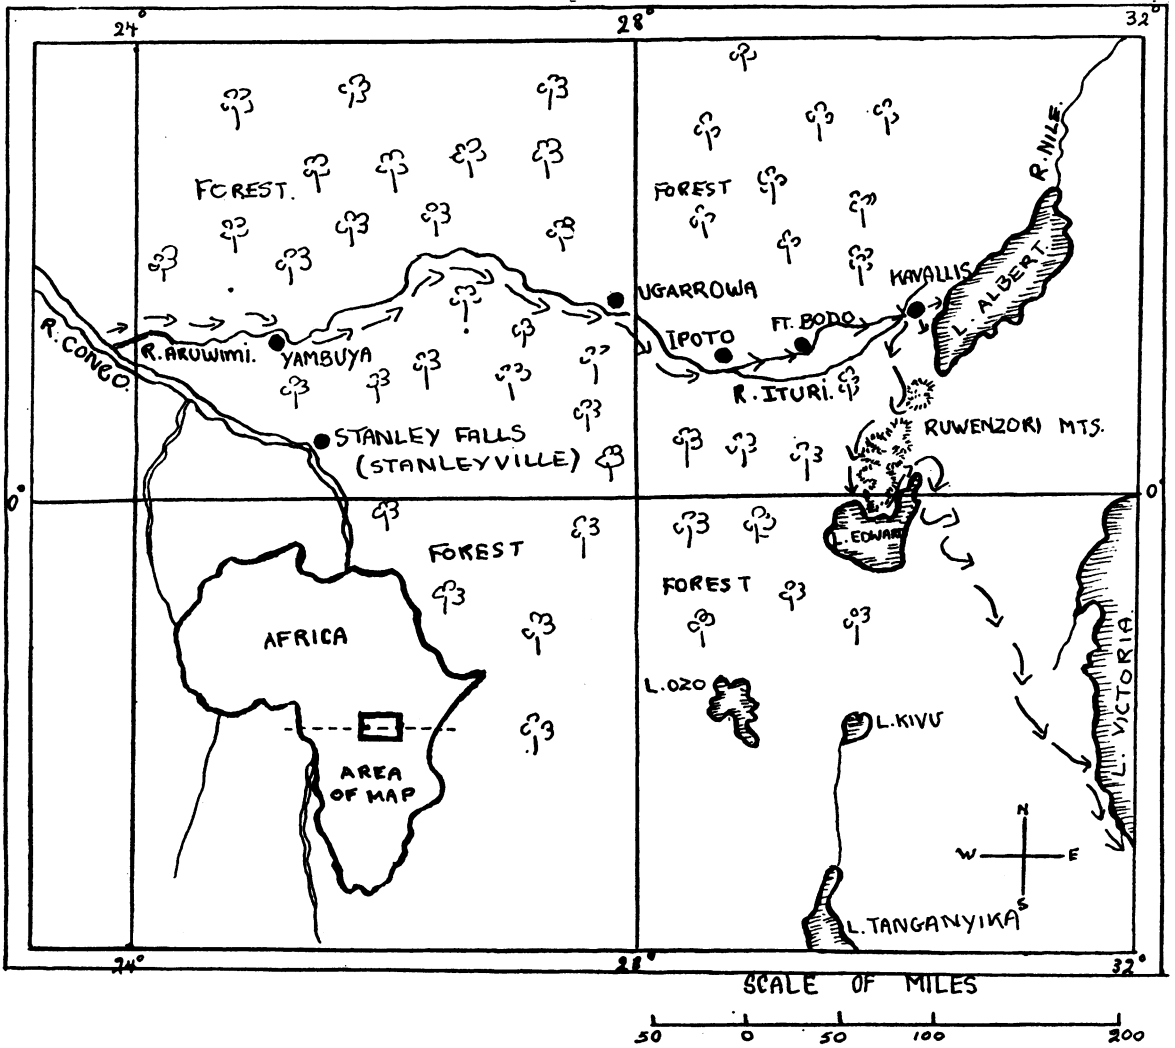 24°
28°
32°
R. NILE.
FOREST.
FOREST
KAVALLIS
L. ALBERT.
UGARROWA
FT. BODO
IPOTO
R. CONGO.
R. ARUWIMI.
YAMBUYA
R. ITURI.
STANLEY FALLS
(STANLEYVILLE)
RUWENZORI MTS.
0°
0°
L. EDWARD
FOREST
FOREST
AFRICA
L. OZO
L. KIVU
L. VICTORIA
AREA
OF MAP
N
W
E
S
L. TANGANYIKA
24°
28°
32°
SCALE OF MILES
50
0
50
100
200